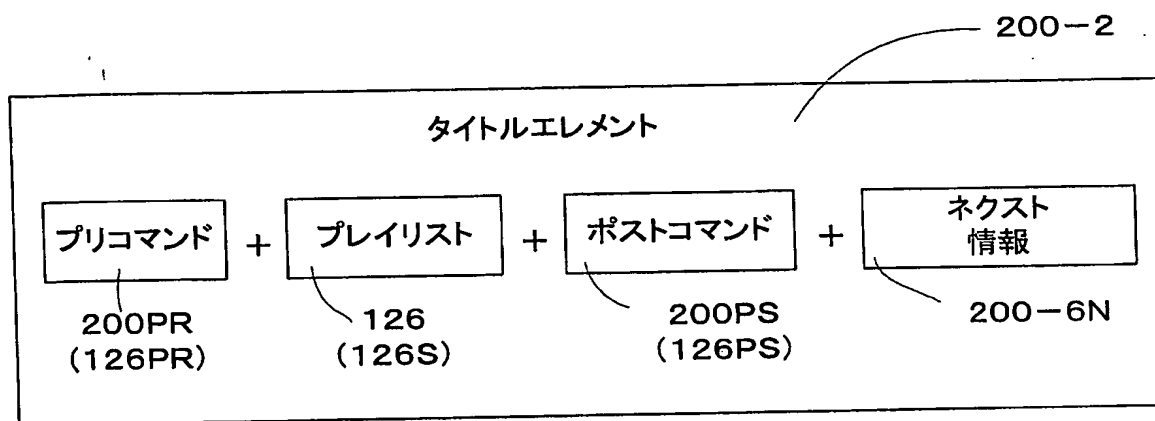 200-2
タイトルエレメント
プリコマンド + プレイリスト + ポストコマンド + ネクスト
情報
200PR 126 200PS 200-6N
(126PR) (126S) (126PS)